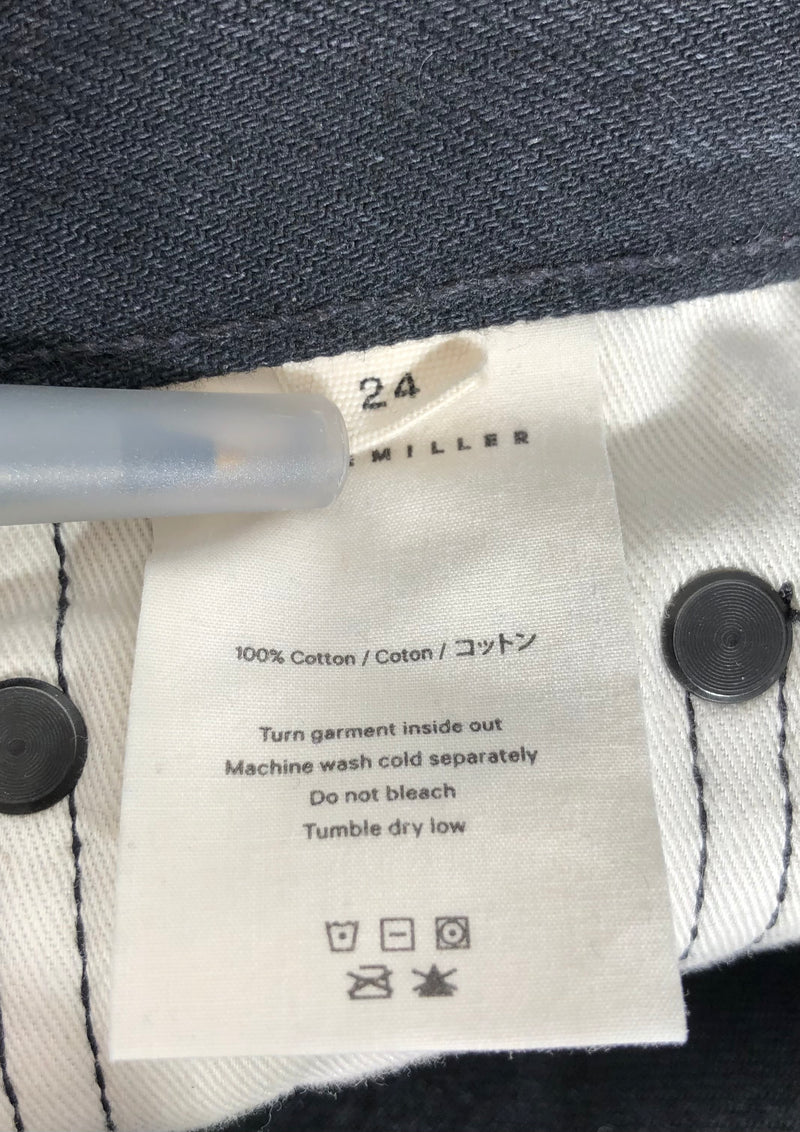 24
MILLER
100% Cotton / Coton / コットン
Turn garment inside out
Machine wash cold separately
Do not bleach
Tumble dry low